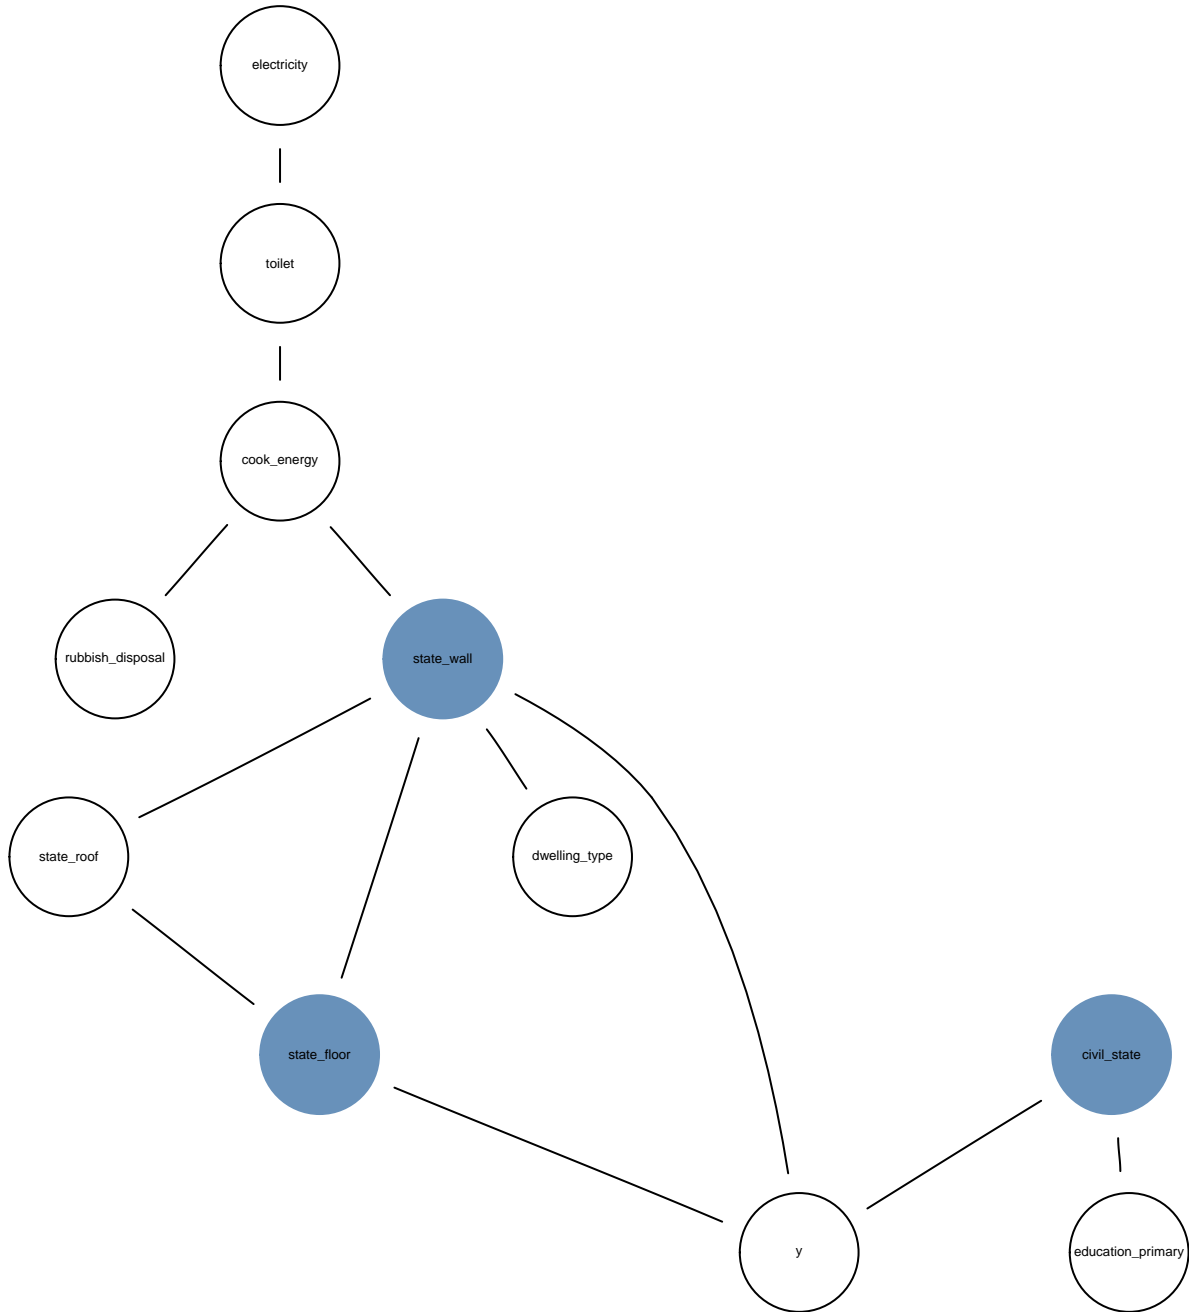 electricity
toilet
cook_energy
rubbish_disposal
state_wall
state_roof
dwelling_type
state_floor
civil_state
y
education_primary